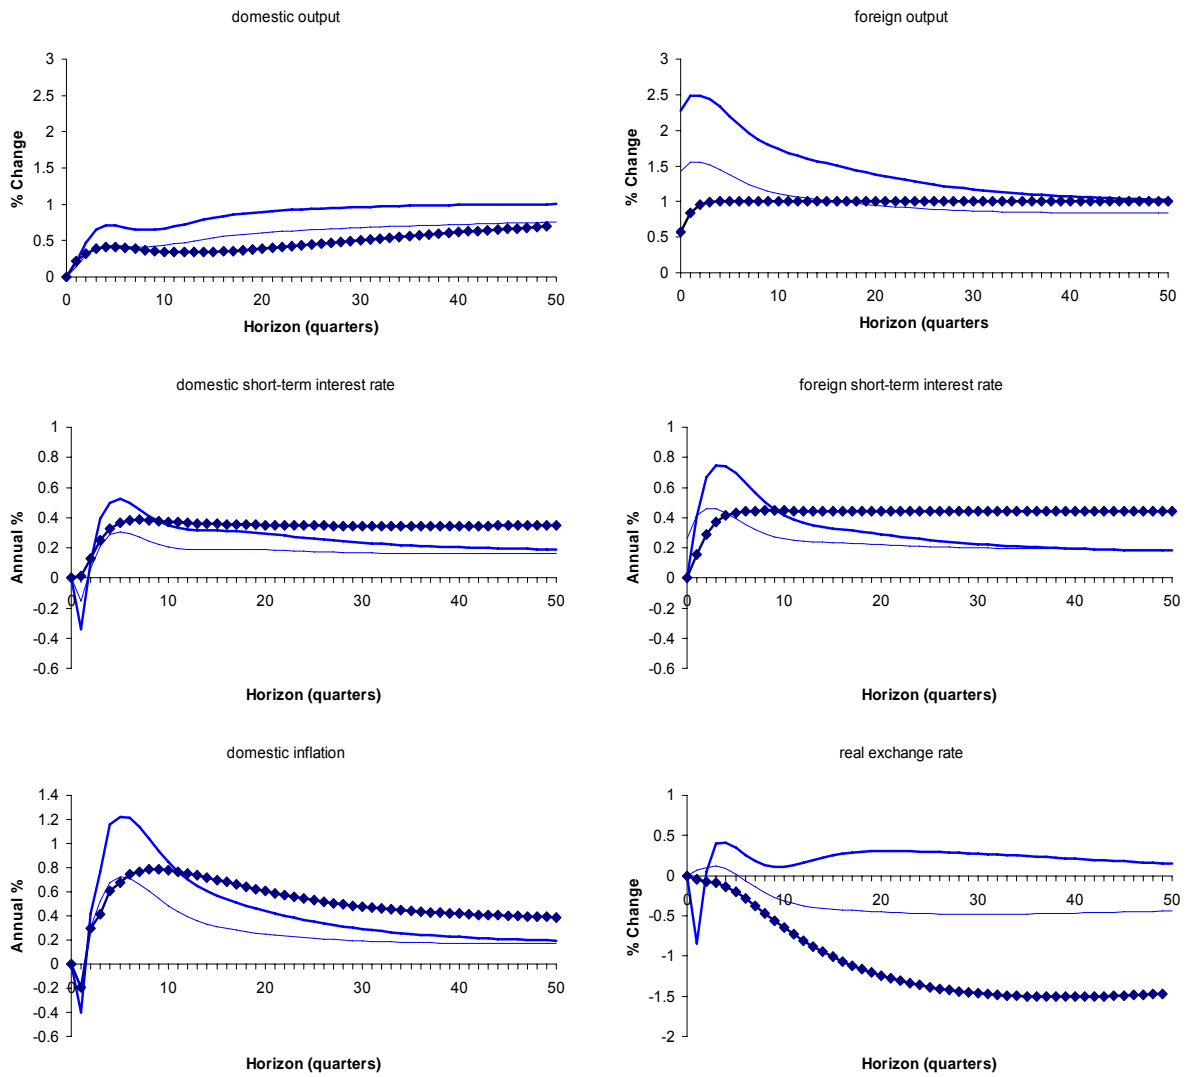 domestic output
3
2.5
2
1.5
1
0.5
0
% Change
0 10 20 30 40 50
Horizon (quarters)
foreign output
3
2.5
2
1.5
1
0.5
0
% Change
0 10 20 30 40 50
Horizon (quarters
domestic short-term interest rate
1
0.8
0.6
0.4
0.2
0
-0.2
-0.4
-0.6
Annual %
0 10 20 30 40 50
Horizon (quarters)
foreign short-term interest rate
1
0.8
0.6
0.4
0.2
0
-0.2
-0.4
-0.6
Annual %
0 10 20 30 40 50
Horizon (quarters)
domestic inflation
1.4
1.2
1
0.8
0.6
0.4
0.2
0
-0.2
-0.4
-0.6
Annual %
0 10 20 30 40 50
Horizon (quarters)
real exchange rate
1
0.5
0
-0.5
-1
-1.5
-2
% Change
0 10 20 30 40 50
Horizon (quarters)